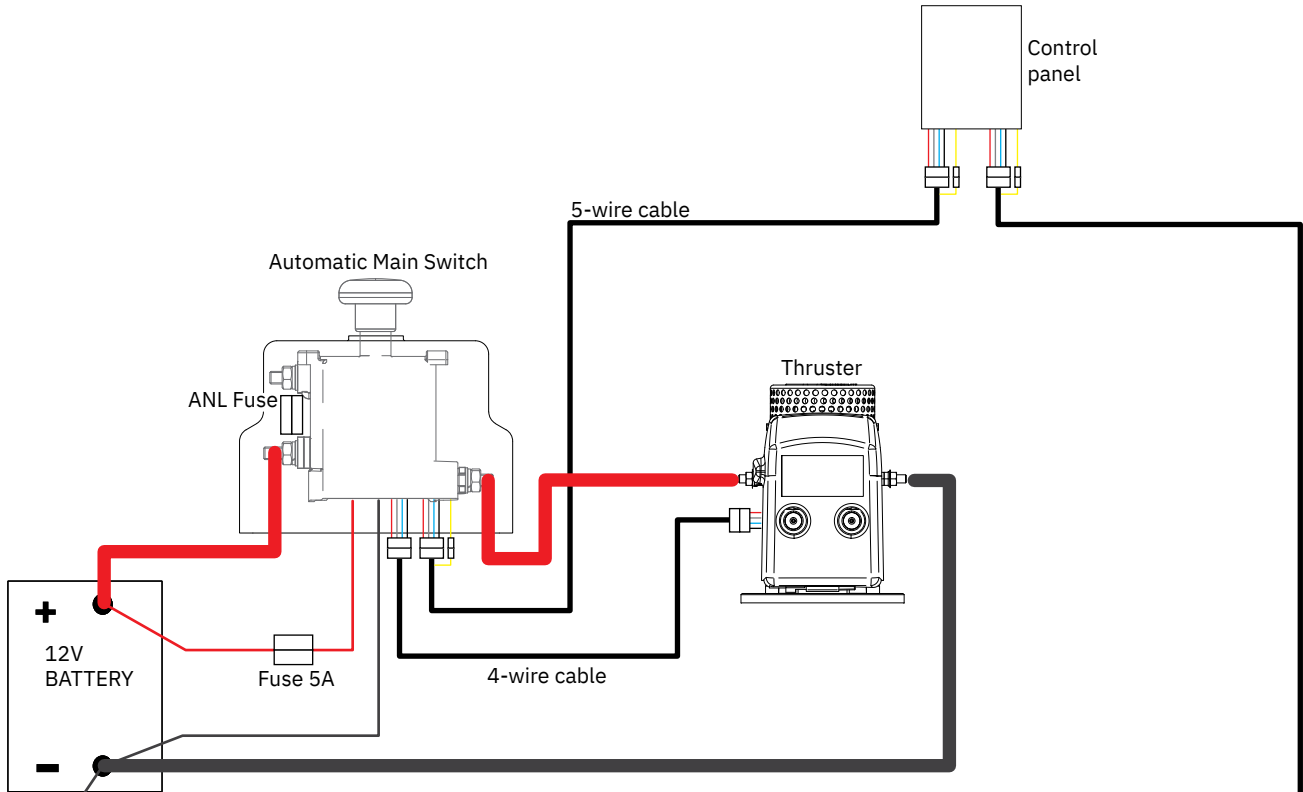 Control
panel
5-wire cable
Automatic Main Switch
Thruster
ANL Fuse
+
12V
BATTERY
Fuse 5A
4-wire cable
-